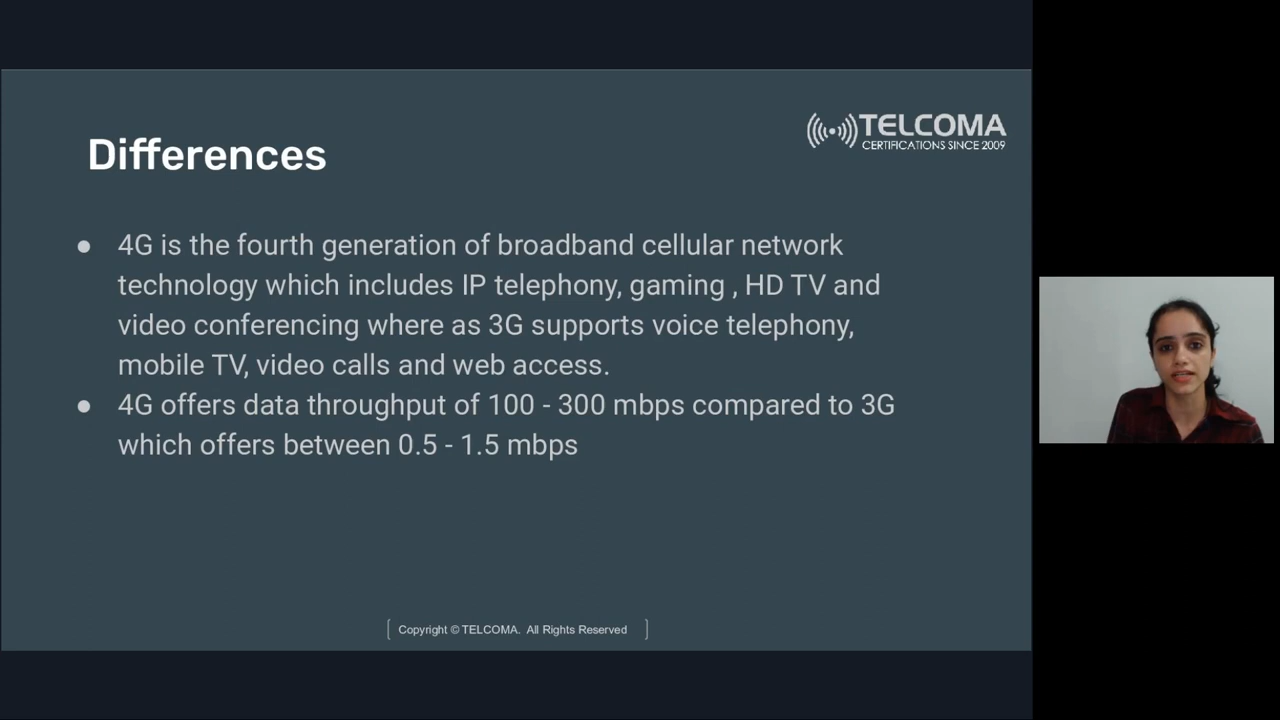 TELCOMA
CERTIFICATIONS SINCE 2009
Differences
● 4G is the fourth generation of broadband cellular network
technology which includes IP telephony, gaming , HD TV and
video conferencing where as 3G supports voice telephony,
mobile TV, video calls and web access.
● 4G offers data throughput of 100 - 300 mbps compared to 3G
which offers between 0.5 - 1.5 mbps
Copyright © TELCOMA. All Rights Reserved